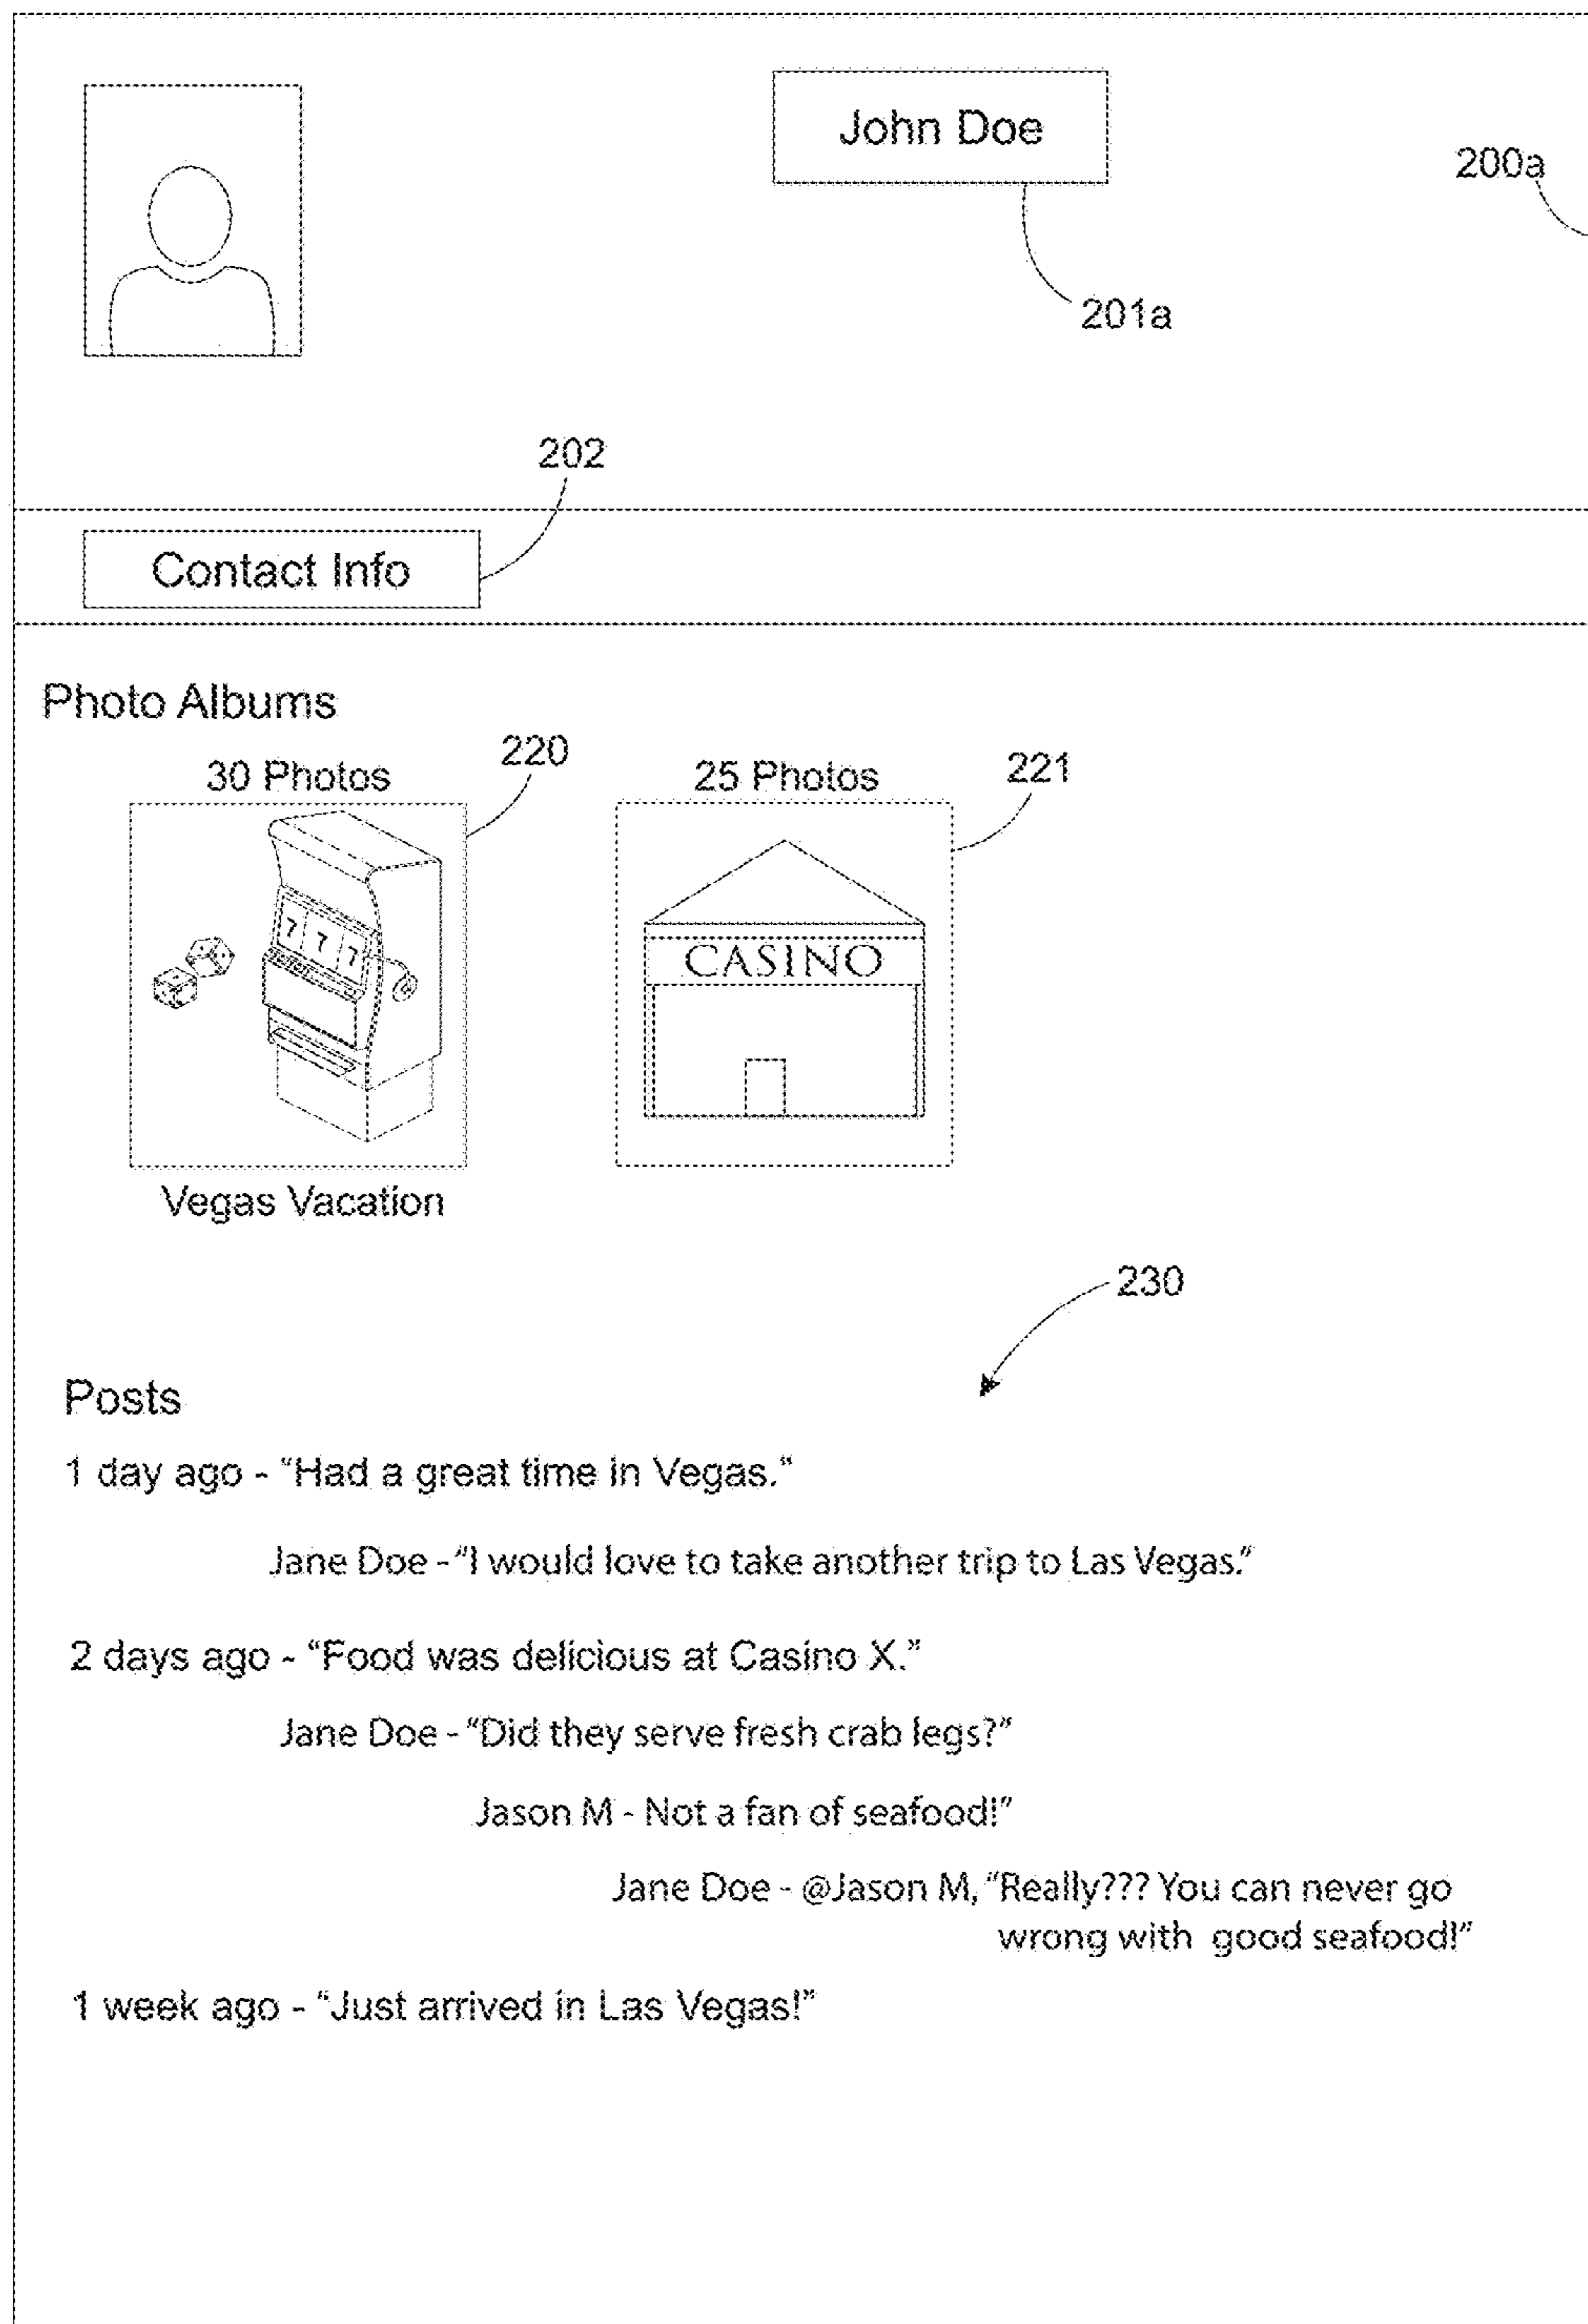 John Doe
200a
201a
202
Contact Info
Photo Albums
30 Photos
220
25 Photos
221
7 7 7
CASINO
Vegas Vacation
230
Posts
1 day ago - "Had a great time in Vegas."
Jane Doe - "I would love to take another trip to Las Vegas."
2 days ago - "Food was delicious at Casino X."
Jane Doe - "Did they serve fresh crab legs?"
Jason M - Not a fan of seafood!"
Jane Doe - @Jason M, "Really??? You can never go
wrong with good seafood!"
1 week ago - "Just arrived in Las Vegas!"